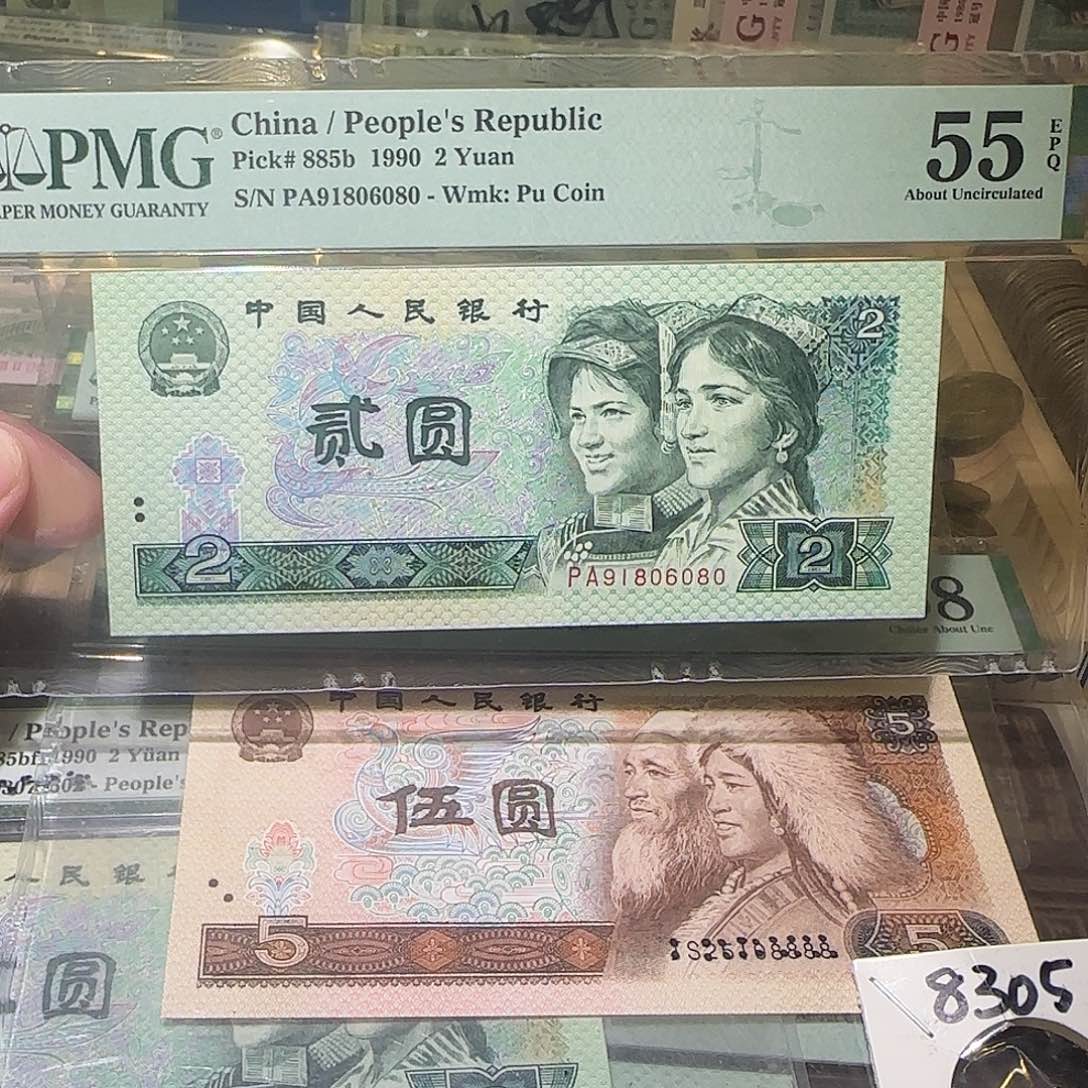 PMG
PAPER MONEY GUARANTY
China / People's Republic
Pick# 885b 1990 2 Yuan
S/N PA91806080 - Wmk: Pu Coin
55 EPQ
About Uncirculated
中国人民银行
2
贰圆
2
2
PA91806080
8
About Unc
中国人民银行
5
伍圆
5
5
/ People's Rep
1990 2 Yuan
People's
人民银
圆
8305